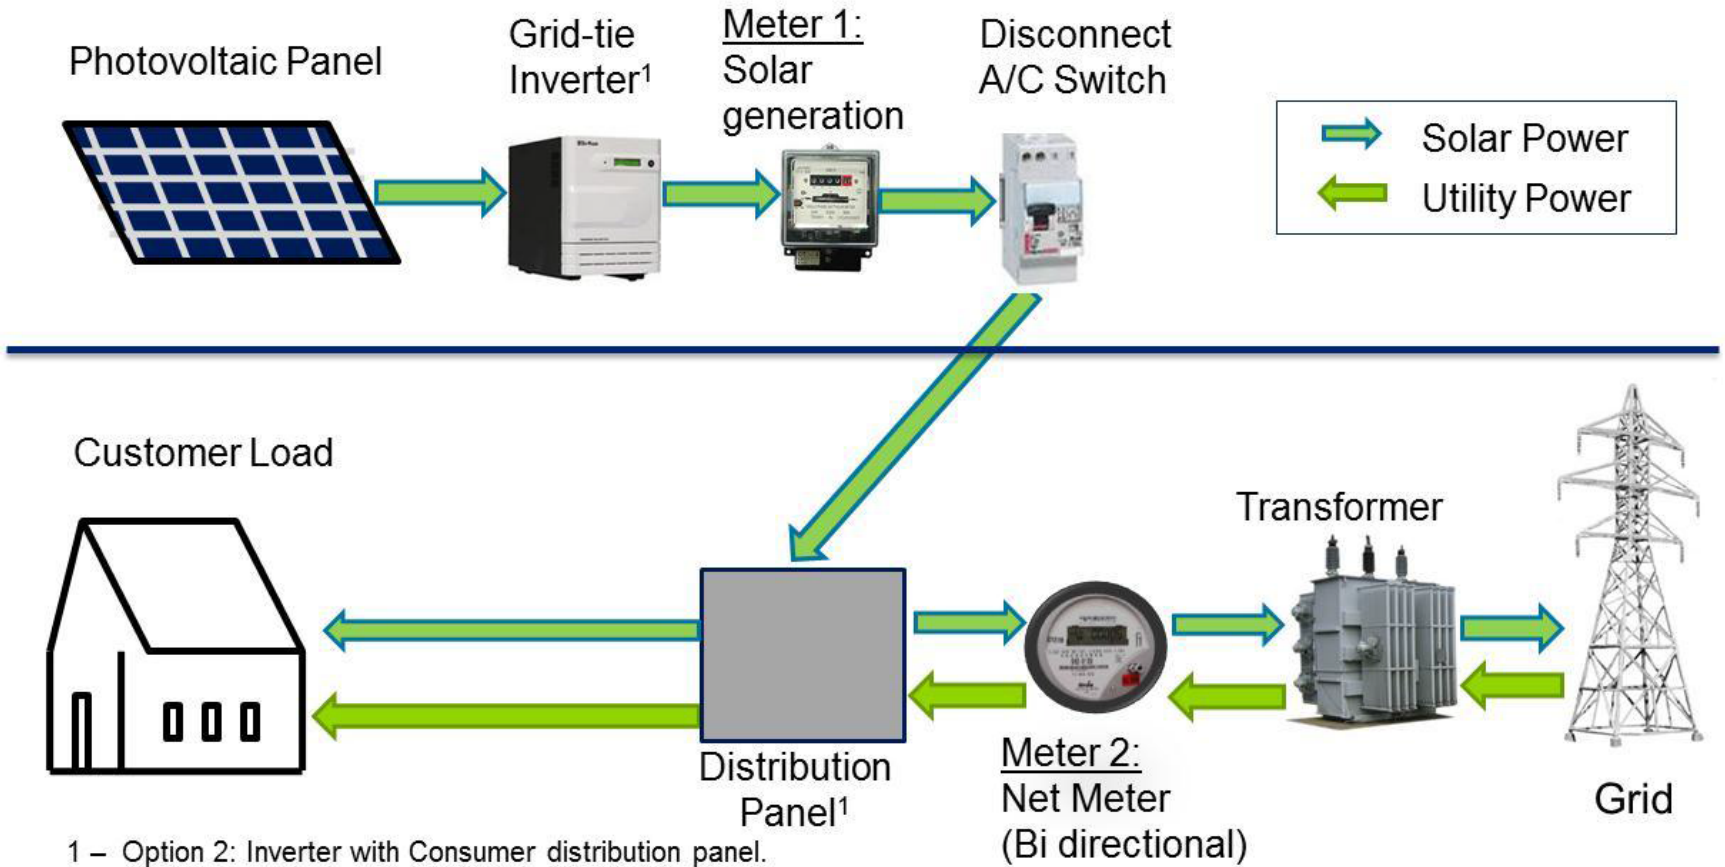 Photovoltaic Panel
Grid-tie
Inverter¹
Meter 1:
Solar
generation
Disconnect
A/C Switch
Solar Power
Utility Power
Customer Load
Transformer
Distribution
Panel¹
Meter 2:
Net Meter
(Bi directional)
Grid
1 – Option 2: Inverter with Consumer distribution panel.